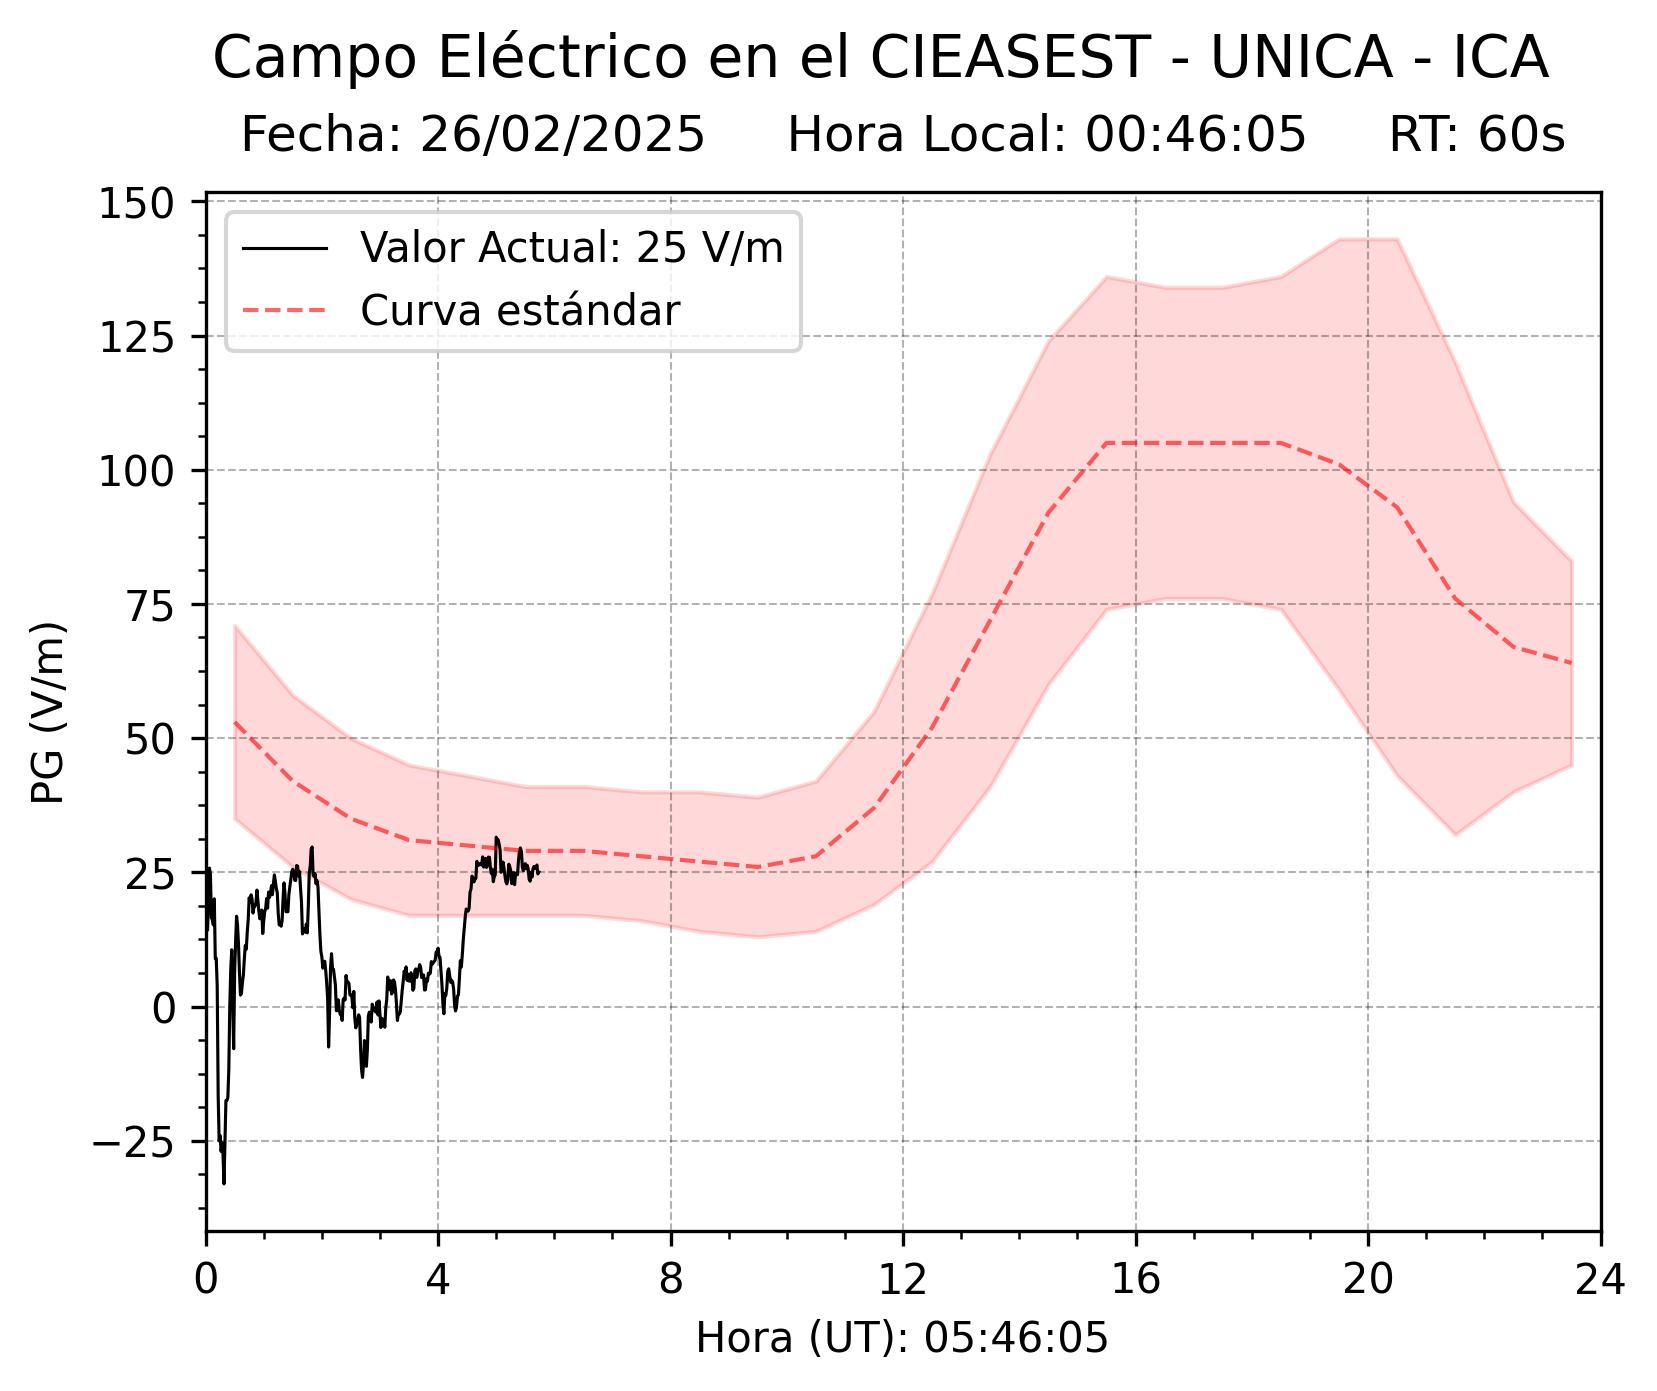 Campo Eléctrico en el CIEASEST - UNICA - ICA
Fecha: 26/02/2025 Hora Local: 00:46:05 RT: 60s
150
125
100
75
50
25
0
−25
PG (V/m)
Valor Actual: 25 V/m
Curva estándar
0 4 8 12 16 20 24
Hora (UT): 05:46:05